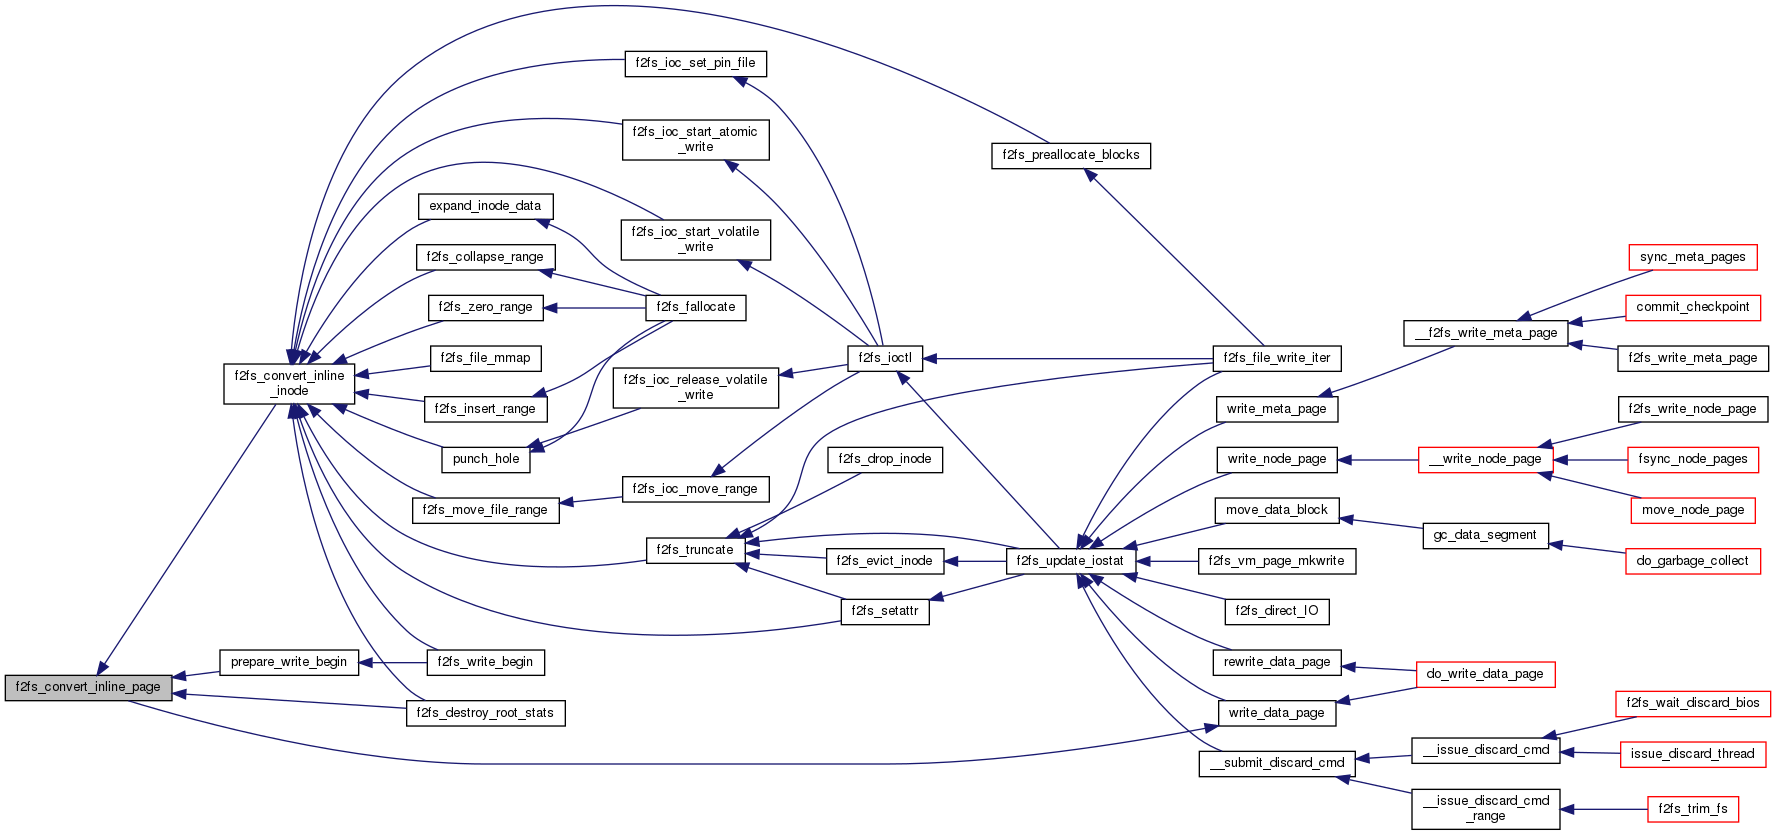 f2fs_ioc_set_pin_file
f2fs_ioc_start_atomic
_write
f2fs_preallocate_blocks
expand_inode_data
f2fs_ioc_start_volatile
_write
f2fs_collapse_range
sync_meta_pages
f2fs_zero_range
f2fs_fallocate
commit_checkpoint
__f2fs_write_meta_page
f2fs_file_mmap
f2fs_ioctl
f2fs_file_write_iter
f2fs_write_meta_page
f2fs_convert_inline
_inode
f2fs_ioc_release_volatile
_write
f2fs_insert_range
write_meta_page
f2fs_write_node_page
punch_hole
f2fs_drop_inode
write_node_page
__write_node_page
fsync_node_pages
f2fs_ioc_move_range
f2fs_move_file_range
move_data_block
move_node_page
gc_data_segment
f2fs_truncate
f2fs_evict_inode
f2fs_update_iostat
f2fs_vm_page_mkwrite
do_garbage_collect
f2fs_setattr
f2fs_direct_IO
prepare_write_begin
f2fs_write_begin
rewrite_data_page
do_write_data_page
f2fs_convert_inline_page
f2fs_destroy_root_stats
write_data_page
f2fs_wait_discard_bios
__issue_discard_cmd
issue_discard_thread
__submit_discard_cmd
__issue_discard_cmd
_range
f2fs_trim_fs